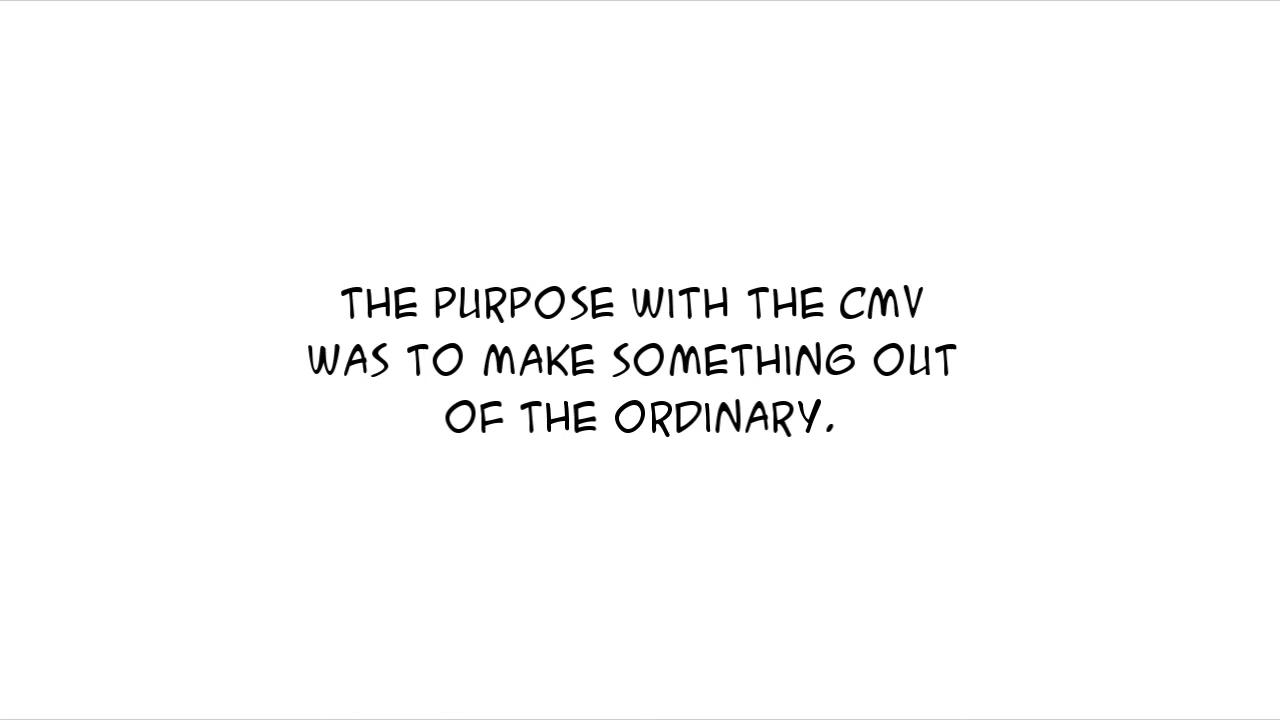 THE PURPOSE WITH THE CMV
WAS TO MAKE SOMETHING OUT
OF THE ORDINARY.